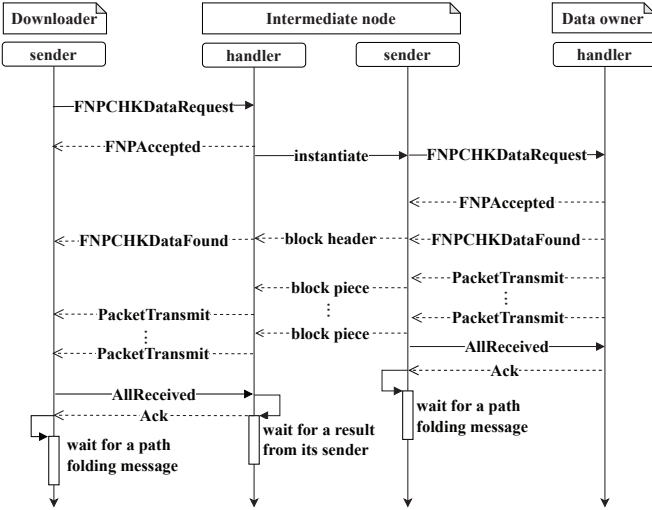 Downloader
Intermediate node
Data owner
sender
handler
sender
handler
FNPCHKDataRequest
FNPAccepted
instantiate
FNPCHKDataRequest
FNPAccepted
FNPCHKDataFound
block header
FNPCHKDataFound
PacketTransmit
block piece
PacketTransmit
PacketTransmit
block piece
PacketTransmit
AllReceived
Ack
AllReceived
Ack
wait for a path
folding message
wait for a result
from its sender
wait for a path
folding message